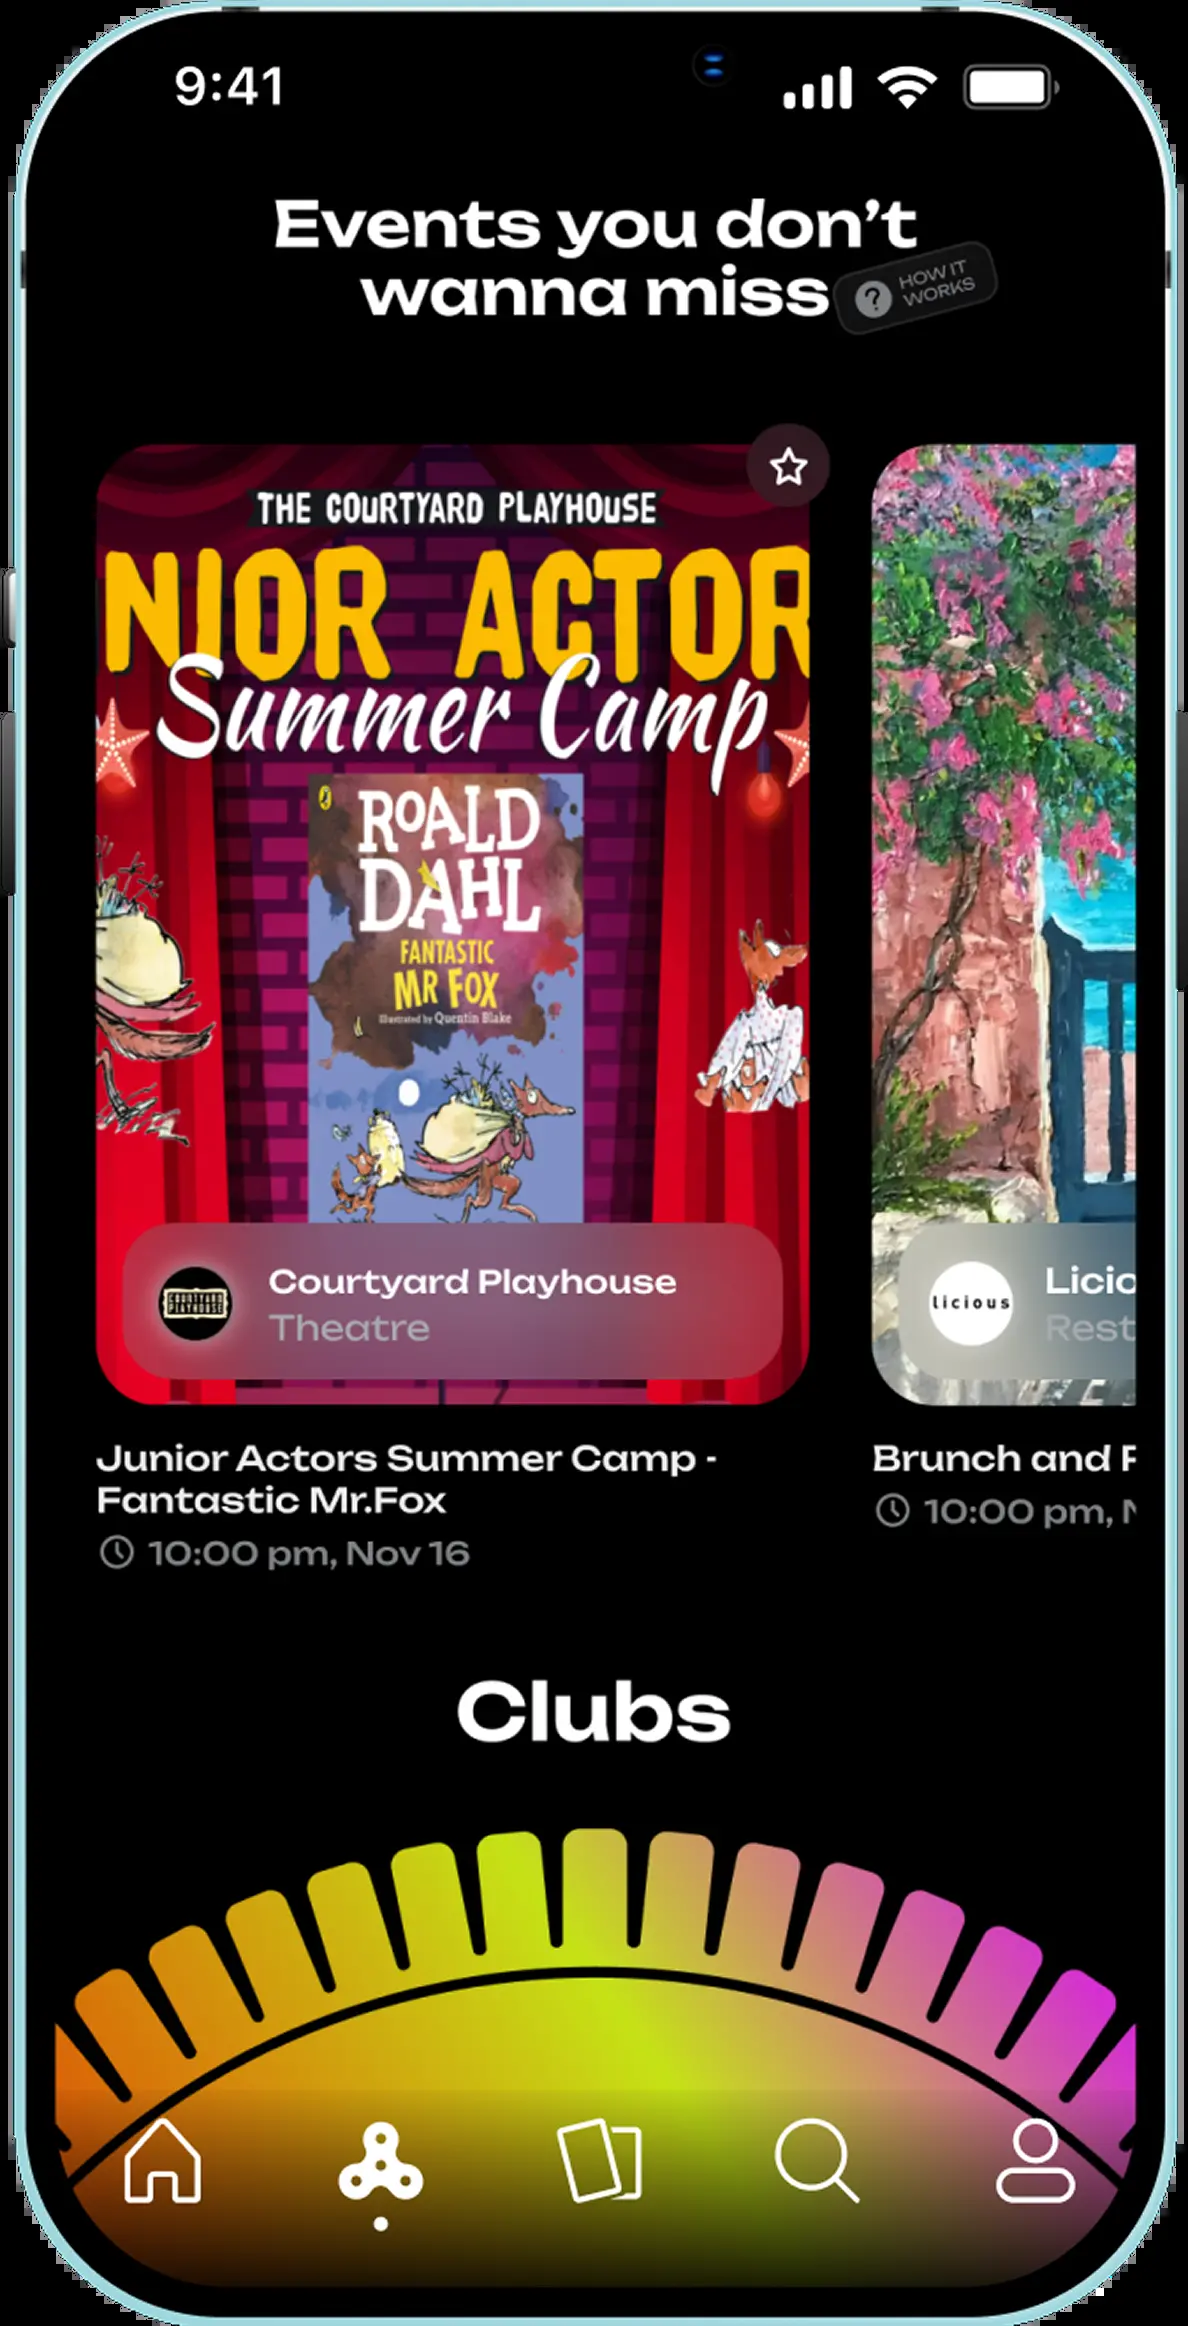 9:41
Events you don't
wanna miss
HOW IT
WORKS
THE COURTYARD PLAYHOUSE
NIOR ACTOR
Summer Camp
ROALD
DAHL
FANTASTIC
MR FOX
Illustrated by Quentin Blake
COURTYARD
PLAYHOUSE
Courtyard Playhouse
Theatre
licious
Licio
Rest
Junior Actors Summer Camp -
Fantastic Mr.Fox
10:00 pm, Nov 16
Brunch and
10:00 pm,
Clubs